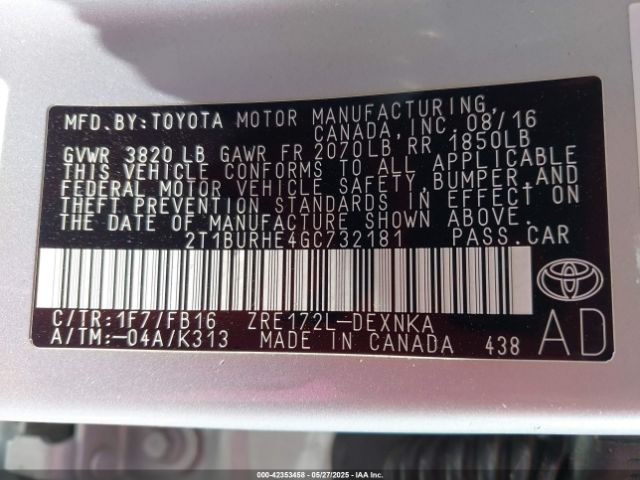 MFD.BY:TOYOTA MOTOR MANUFACTURING,
CANADA, INC. 08/16
GVWR 3820 LB GAWR FR 2070LB, RR 1850LB
THIS VEHICLE CONFORMS TO ALL APPLICABLE
FEDERAL MOTOR VEHICLE SAFETY, BUMPER, AND
THEFT PREVENTION STANDARDS IN EFFECT ON
THE DATE OF MANUFACTURE SHOWN ABOVE.
2T1BURHE4GC732181 PASS.CAR
C/TR:1F7/FB16 ZRE172L-DEXNKA
A/TM:-04A/K313 MADE IN CANADA 438
AD
000-42353458 - 05/27/2025 - IAA Inc.